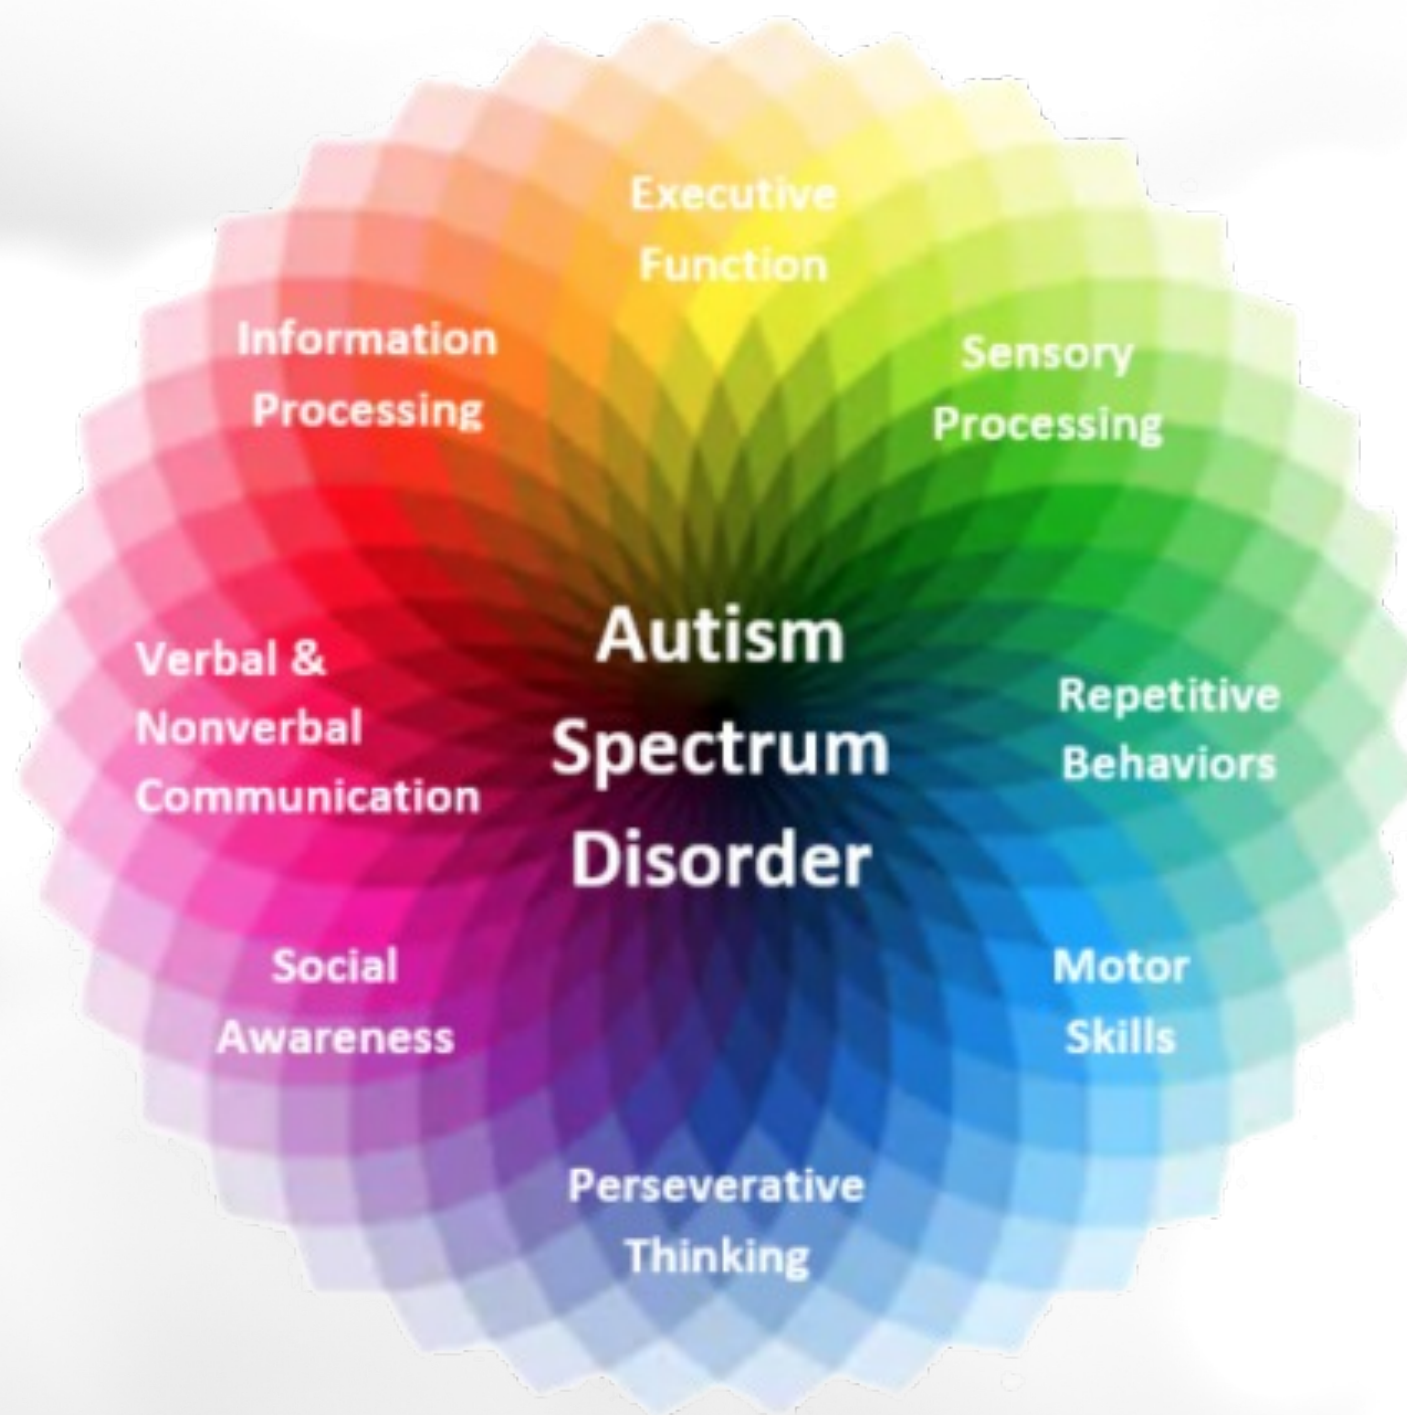 Executive
Function
Information
Processing
Sensory
Processing
Autism
Spectrum
Disorder
Verbal &
Nonverbal
Communication
Repetitive
Behaviors
Social
Awareness
Motor
Skills
Perseverative
Thinking